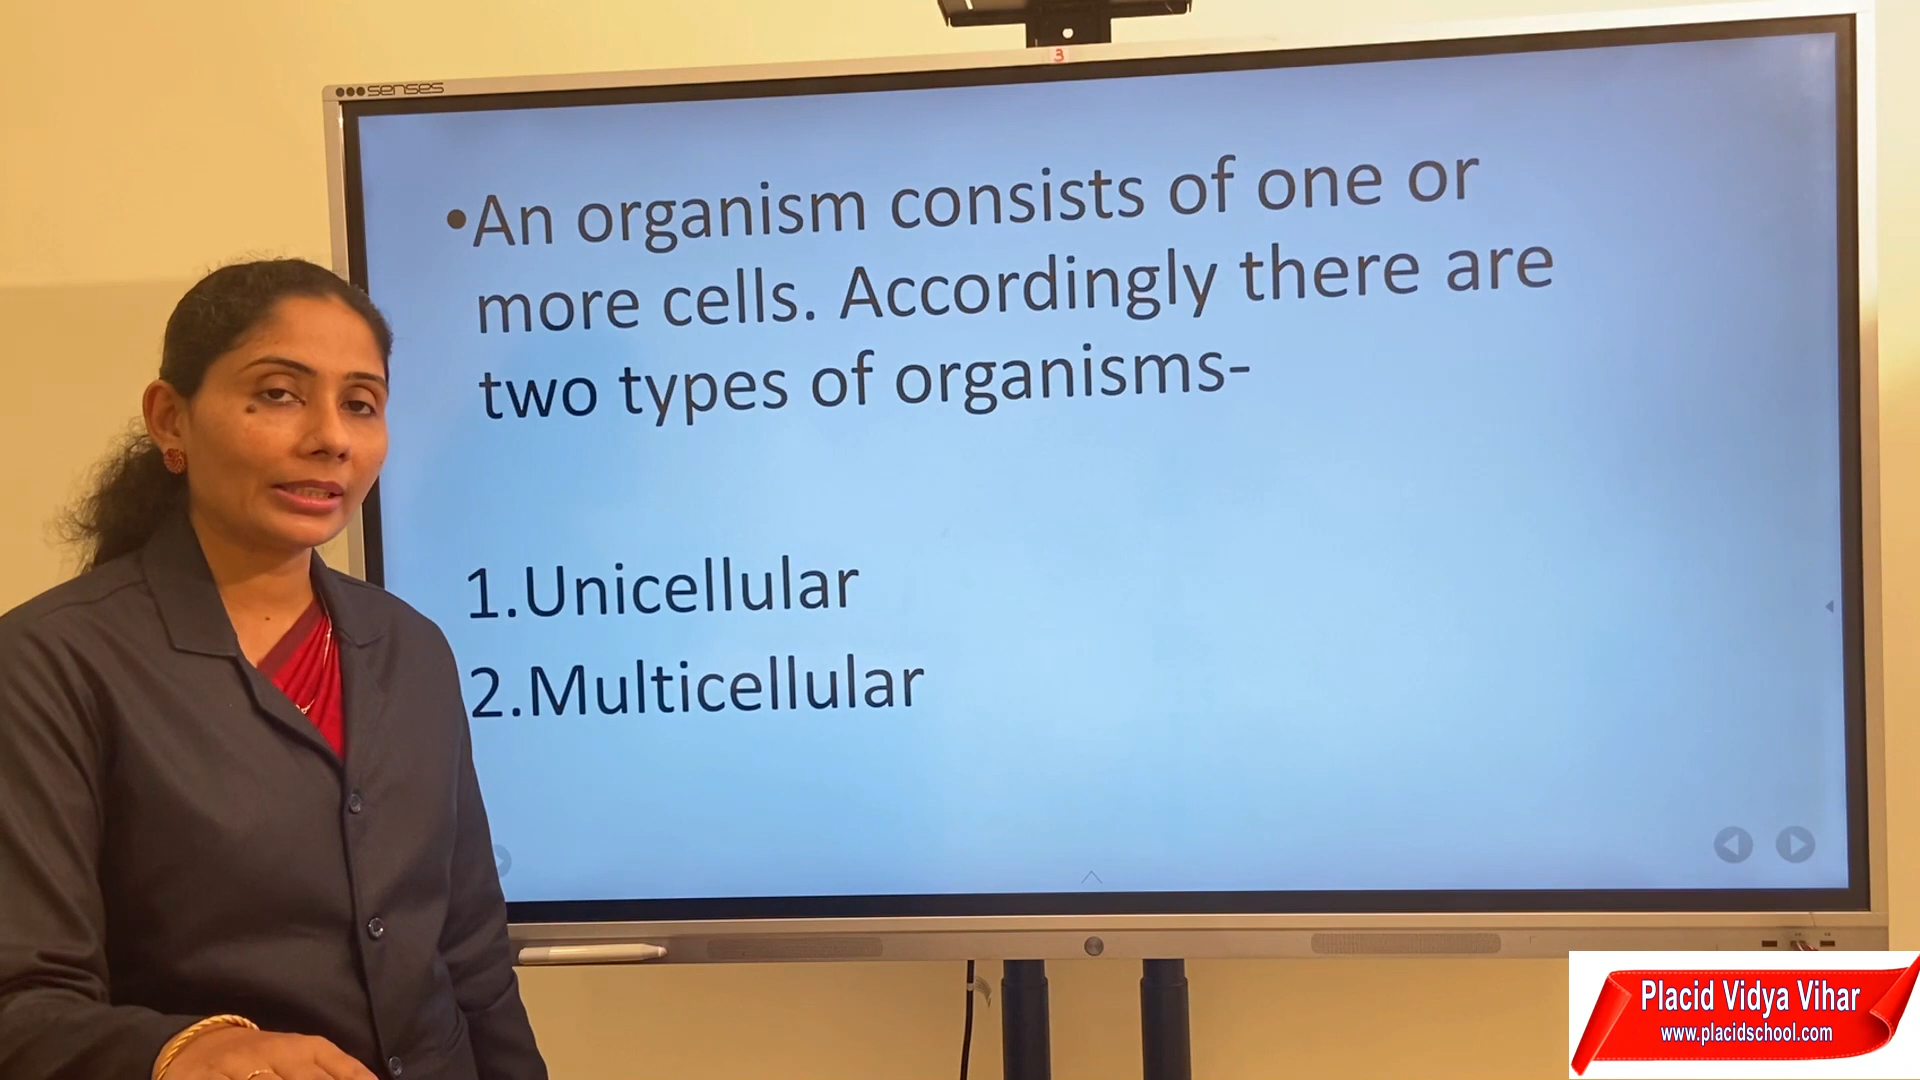 3
senses
•An organism consists of one or
more cells. Accordingly there are
two types of organisms-
1.Unicellular
2.Multicellular
Placid Vidya Vihar
www.placidschool.com